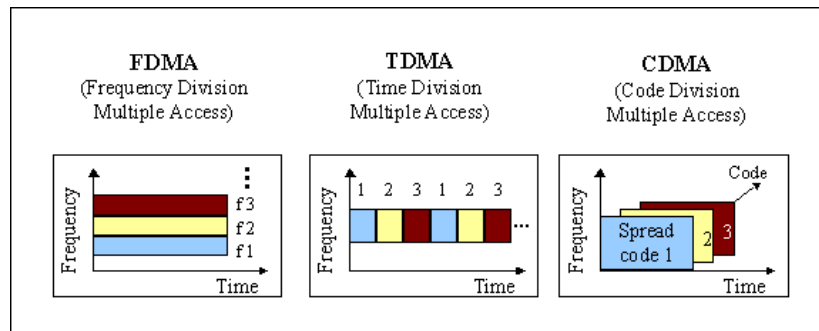 FDMA
(Frequency Division
Multiple Access)
TDMA
(Time Division
Multiple Access)
CDMA
(Code Division
Multiple Access)
Frequency
f3
f2
f1
Time
Frequency
1 2 3 1 2 3
...
Time
Frequency
Code
3
2
Spread
code 1
Time